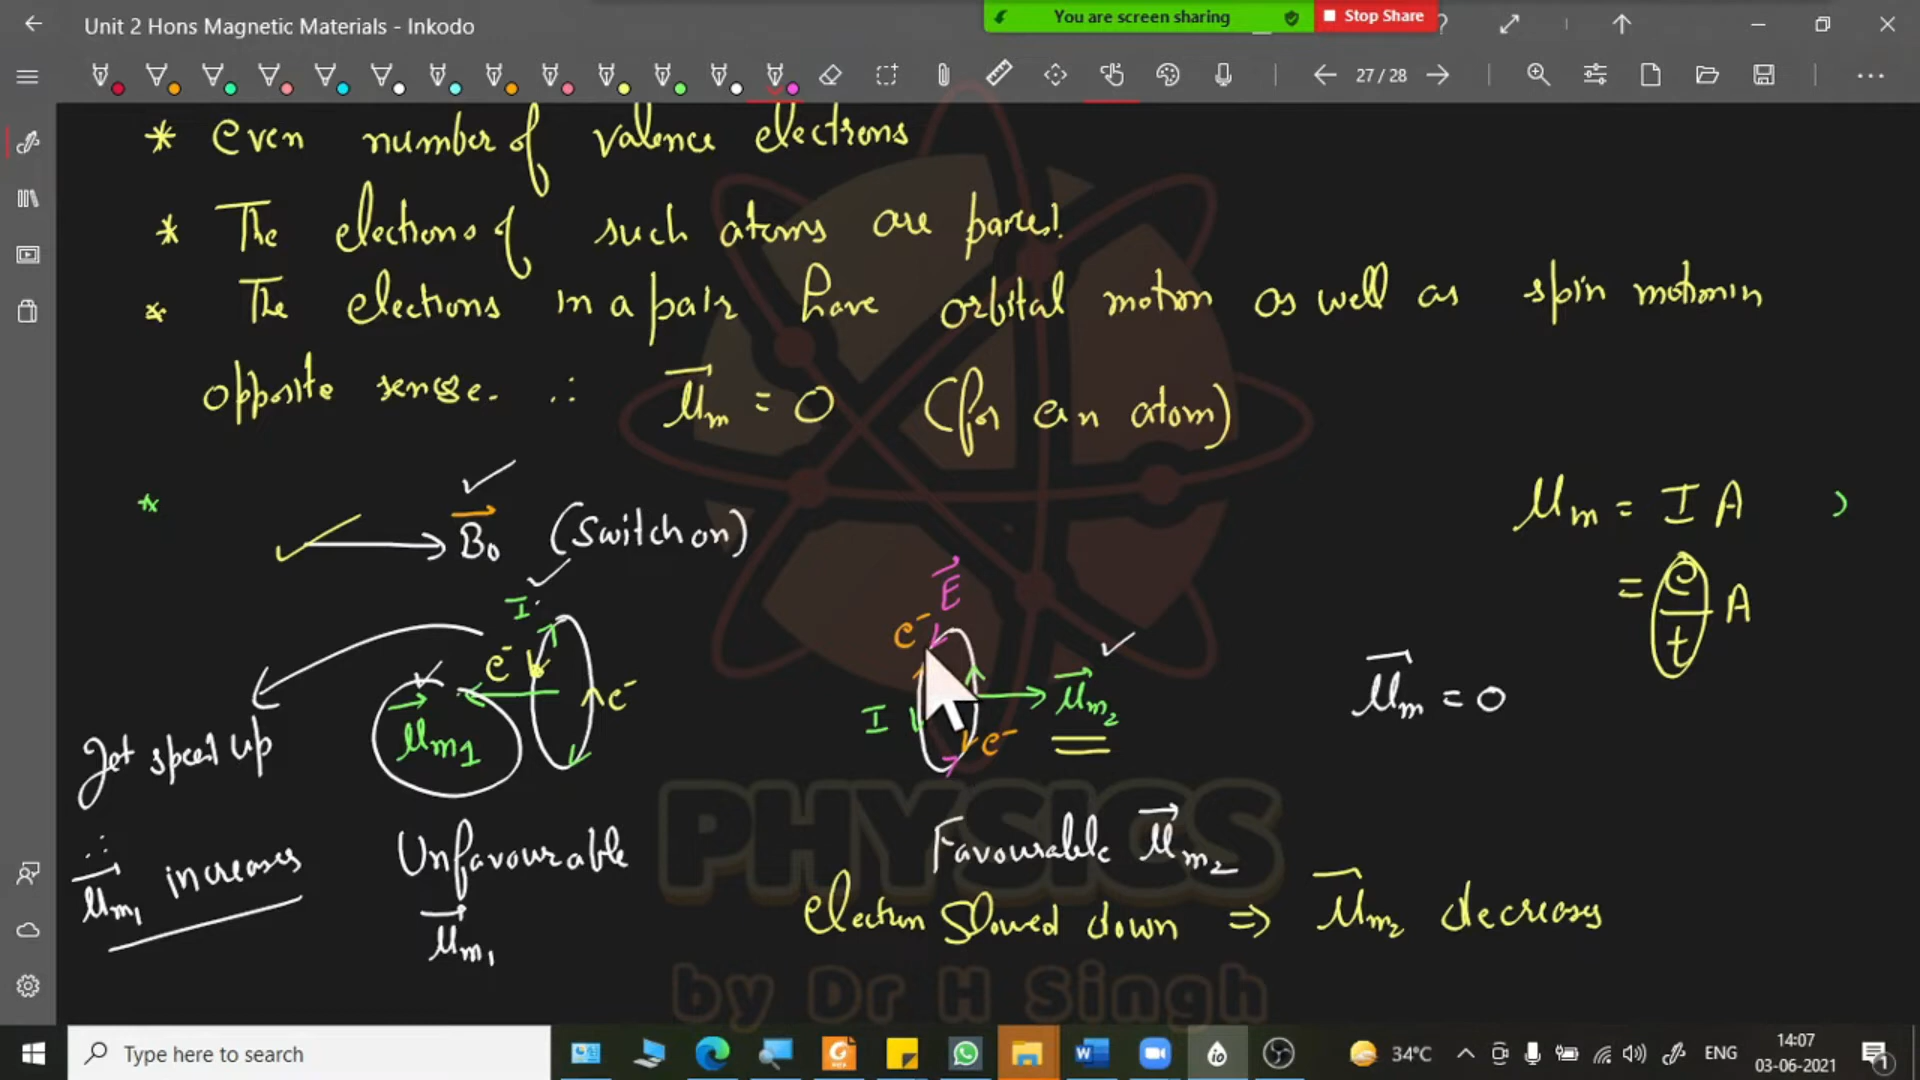 Unit 2 Hons Magnetic Materials - Inkodo
You are screen sharing
Stop Share
27 / 28
* Even number of valence electrons
* The elections of such atoms are pared
* The elections in a pair have orbital motion as well as spin motion in
opposite sense. ∴ μm = 0 (for an atom)
*
B0 (Switch on)
μm = I A
= e/t A
I
e-
e-
μm1
E
e-
I
e-
μm2
μm = 0
Get speed up
∴ μm1 increases
Unfavourable
μm1
Favourable μm2
Electron Slowed down ⇒ μm2 decreases
PHYSICS
by Dr H Singh
Type here to search
34°C
ENG
14:07
03-06-2021
1